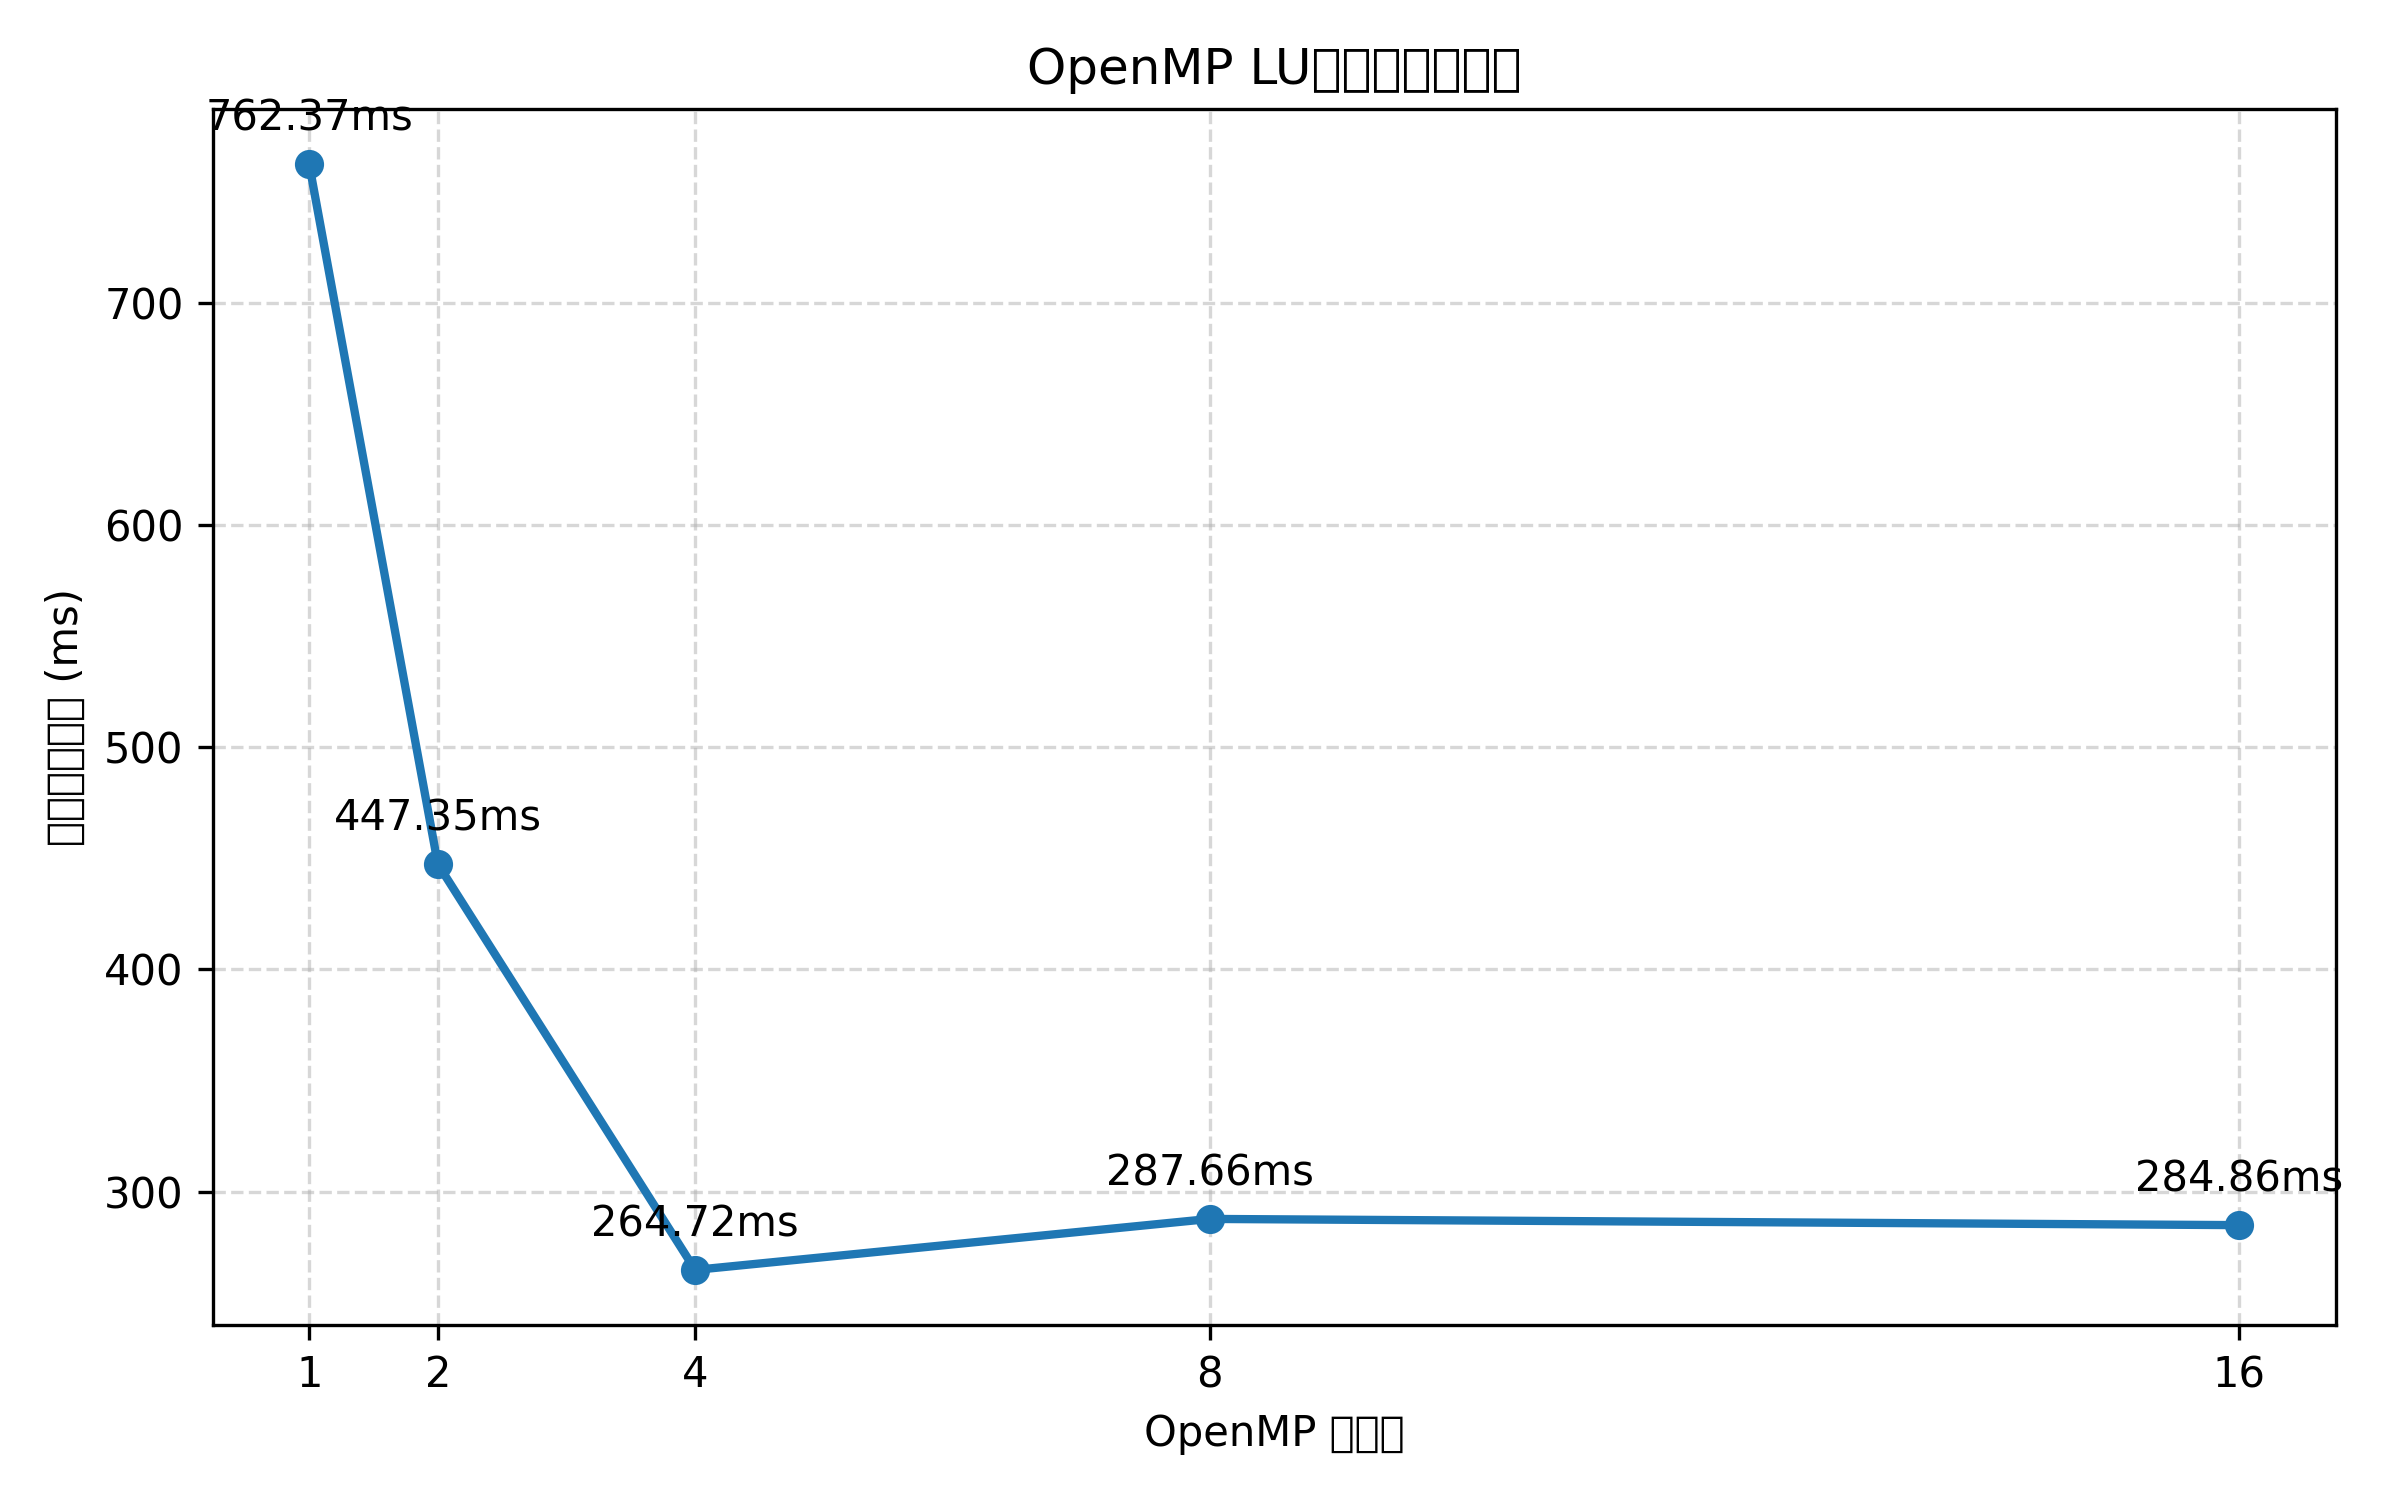 OpenMP LU□□□□□□□
762.37ms
447.35ms
264.72ms
287.66ms
284.86ms
700
600
500
400
300
□□□□□□ (ms)
1
2
4
8
16
OpenMP □□□